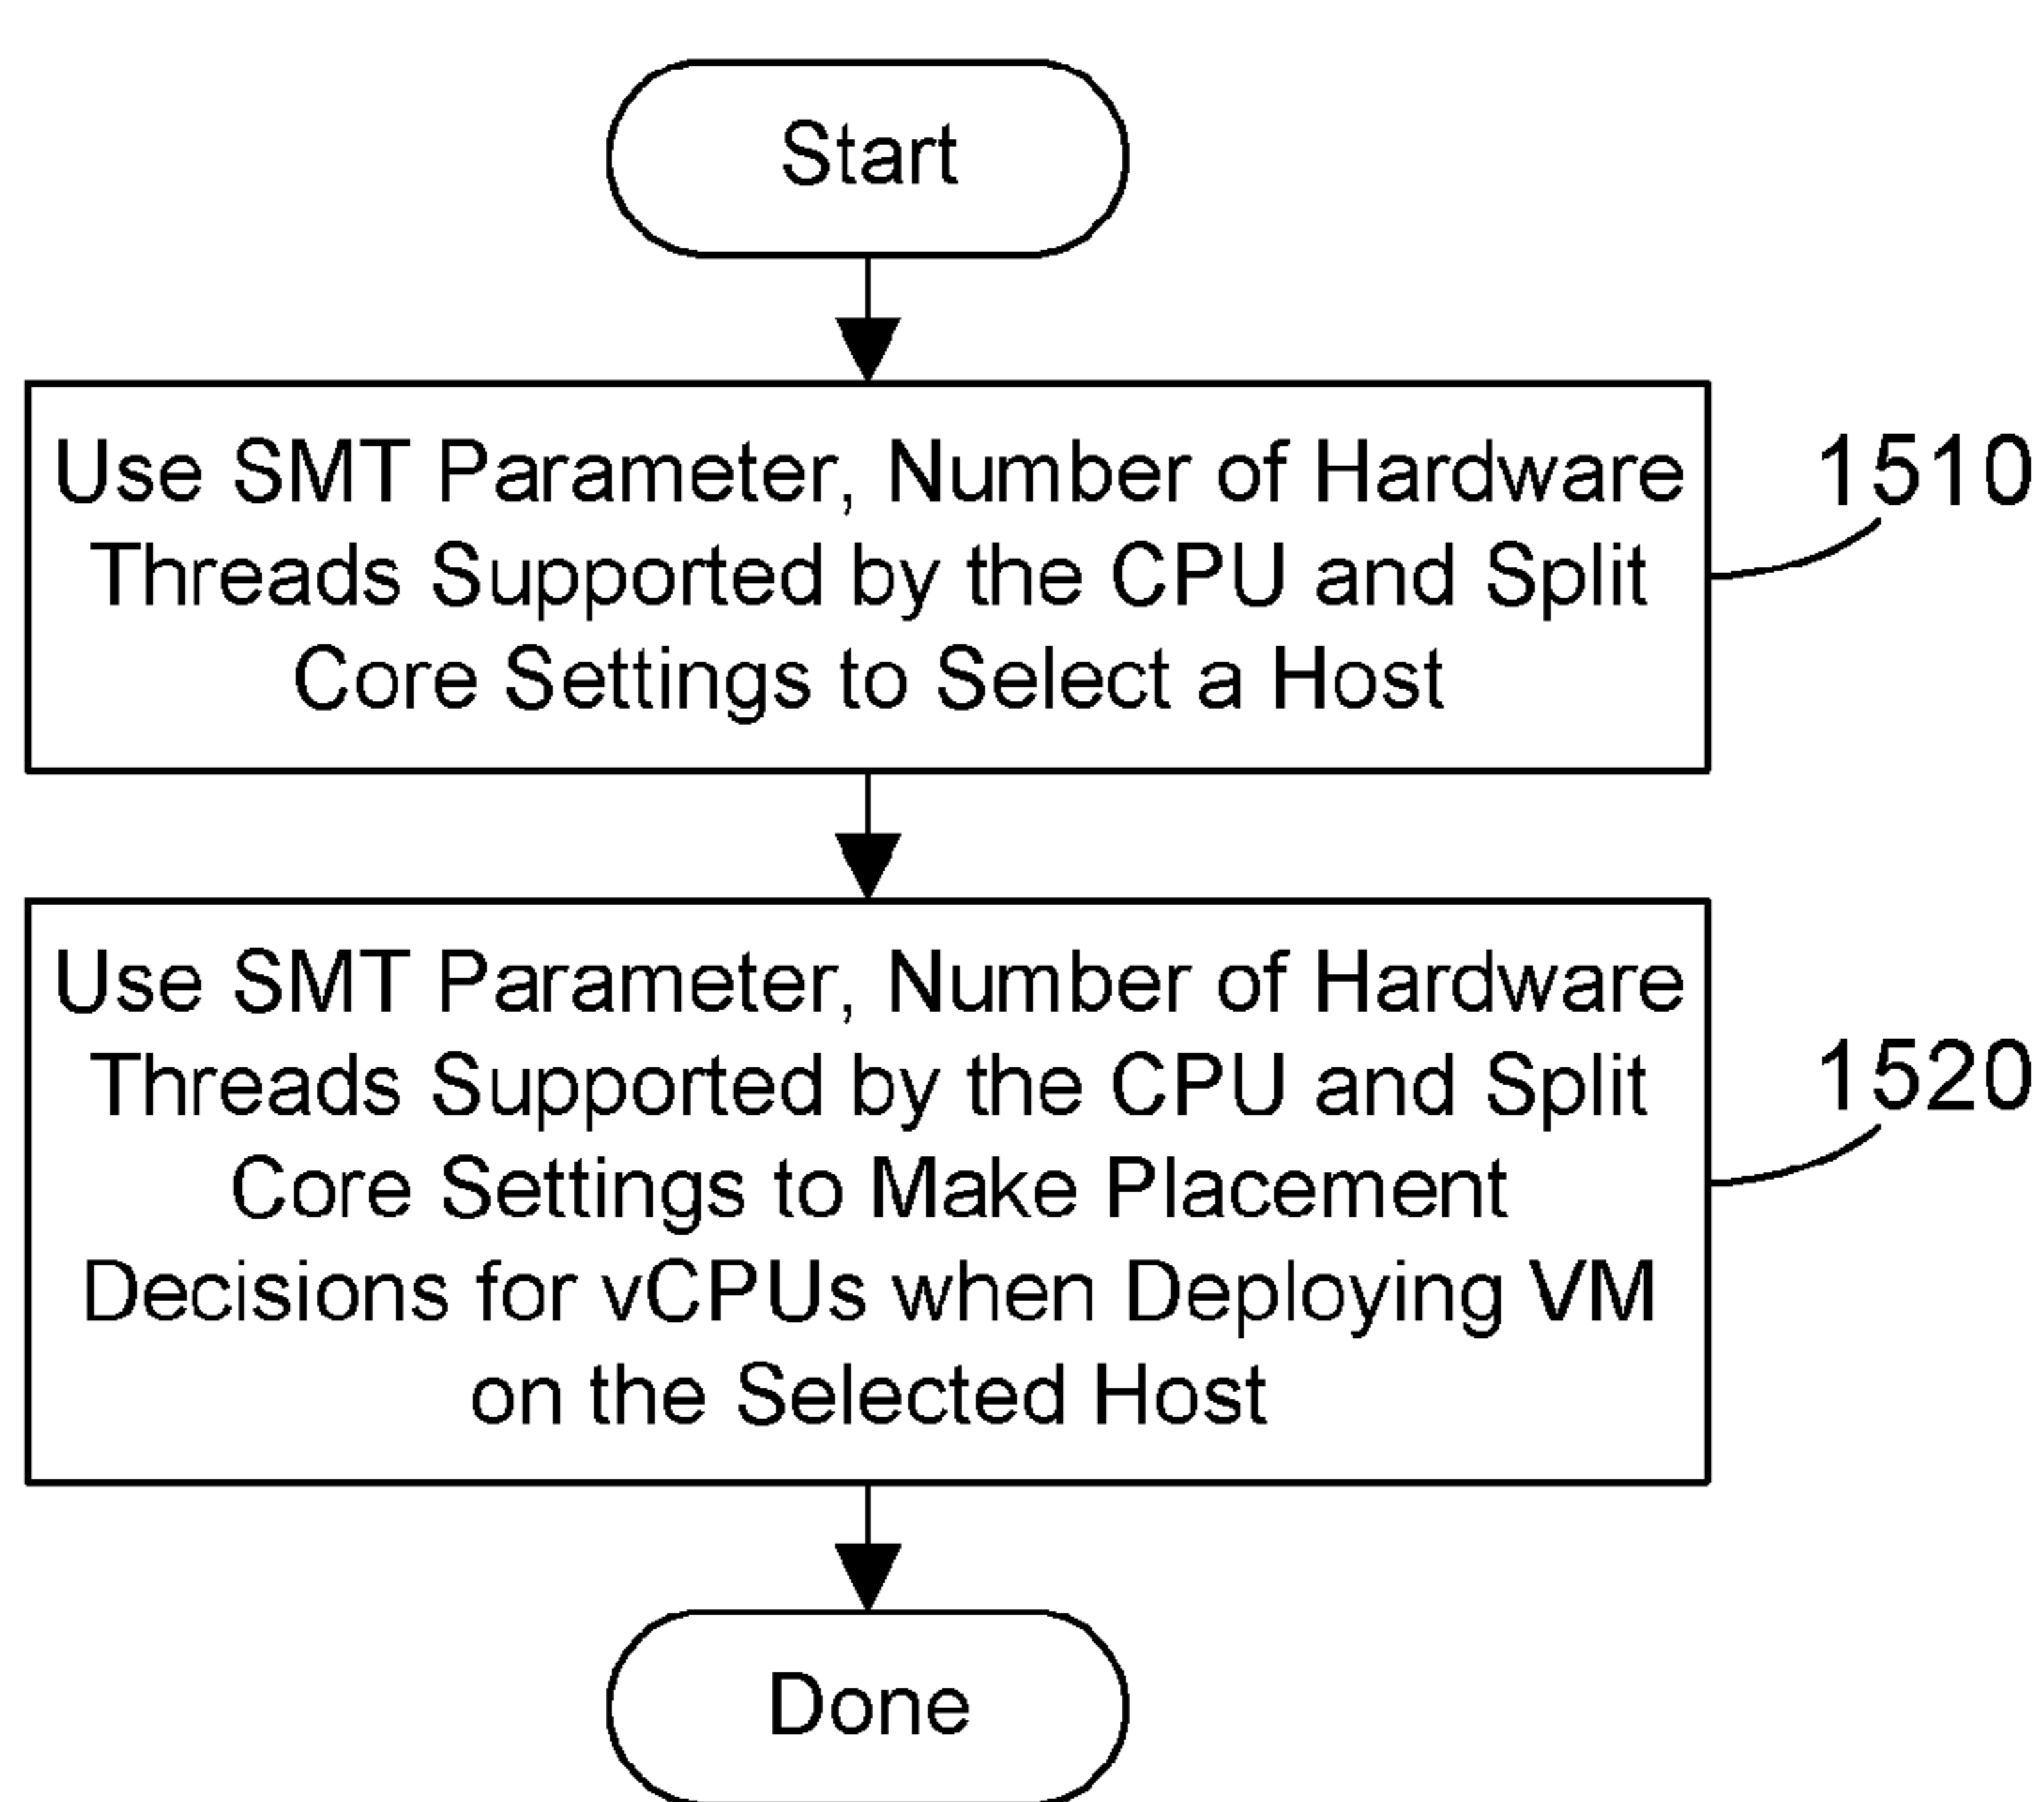 Start
Use SMT Parameter, Number of Hardware
Threads Supported by the CPU and Split
Core Settings to Select a Host
1510
Use SMT Parameter, Number of Hardware
Threads Supported by the CPU and Split
Core Settings to Make Placement
Decisions for vCPUs when Deploying VM
on the Selected Host
1520
Done